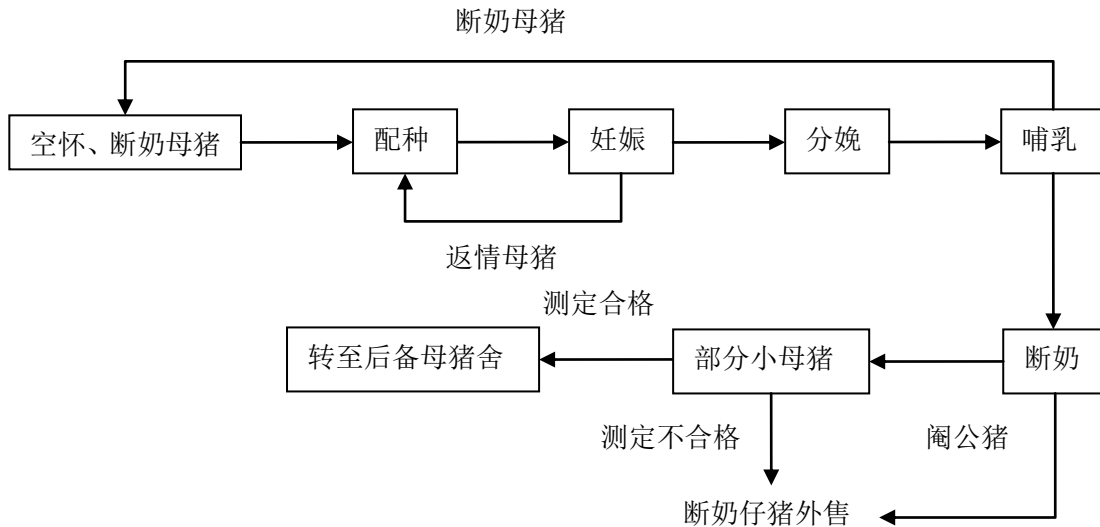 断奶母猪
空怀、断奶母猪
配种
妊娠
分娩
哺乳
返情母猪
测定合格
转至后备母猪舍
部分小母猪
断奶
测定不合格
阉公猪
断奶仔猪外售